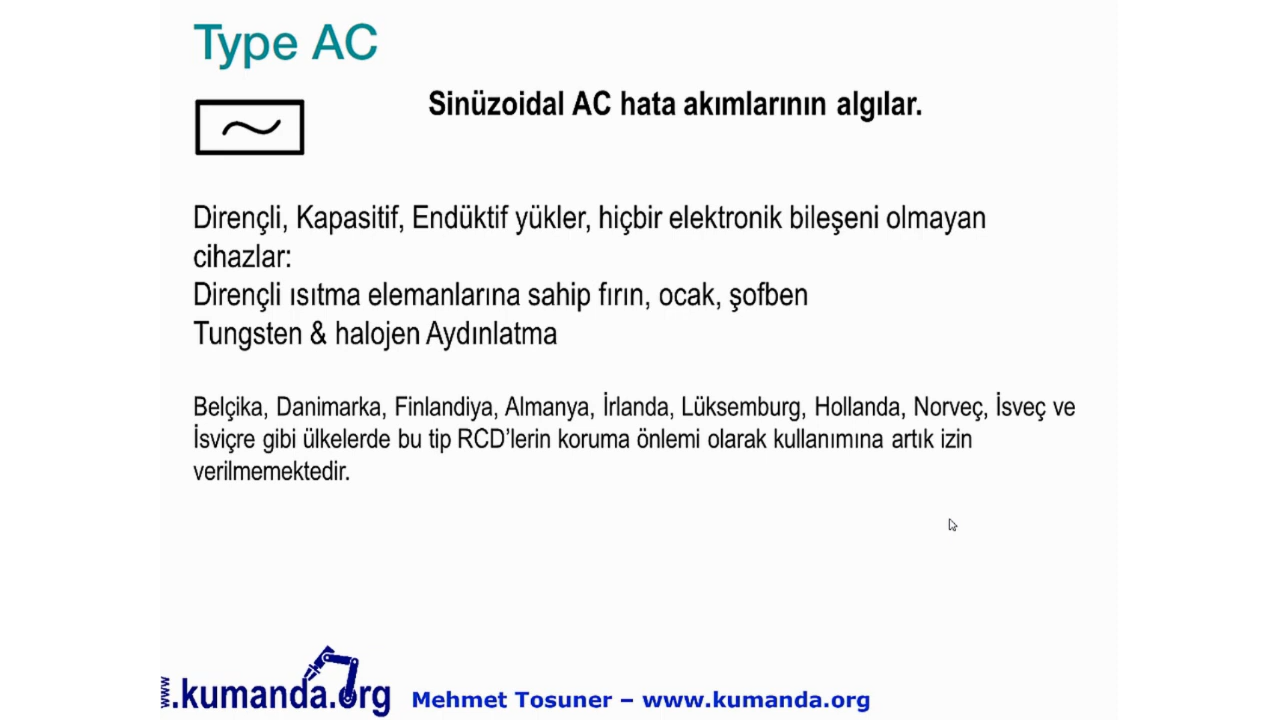 Type AC
Sinüzoidal AC hata akımlarının algılar.
Dirençli, Kapasitif, Endüktif yükler, hiçbir elektronik bileşeni olmayan
cihazlar:
Dirençli ısıtma elemanlarına sahip fırın, ocak, şofben
Tungsten & halojen Aydınlatma
Belçika, Danimarka, Finlandiya, Almanya, İrlanda, Lüksemburg, Hollanda, Norveç, İsveç ve
İsviçre gibi ülkelerde bu tip RCD’lerin koruma önlemi olarak kullanımına artık izin
verilmemektedir.
www.kumanda.org
Mehmet Tosuner – www.kumanda.org